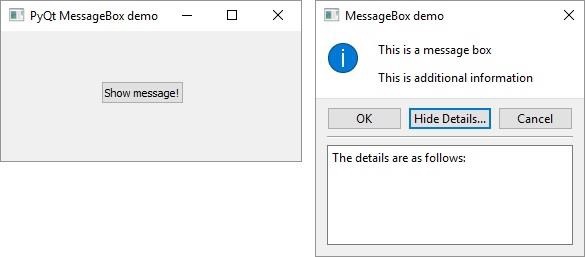 PyQt MessageBox demo
Show message!
MessageBox demo
This is a message box
This is additional information
OK Hide Details... Cancel
The details are as follows: